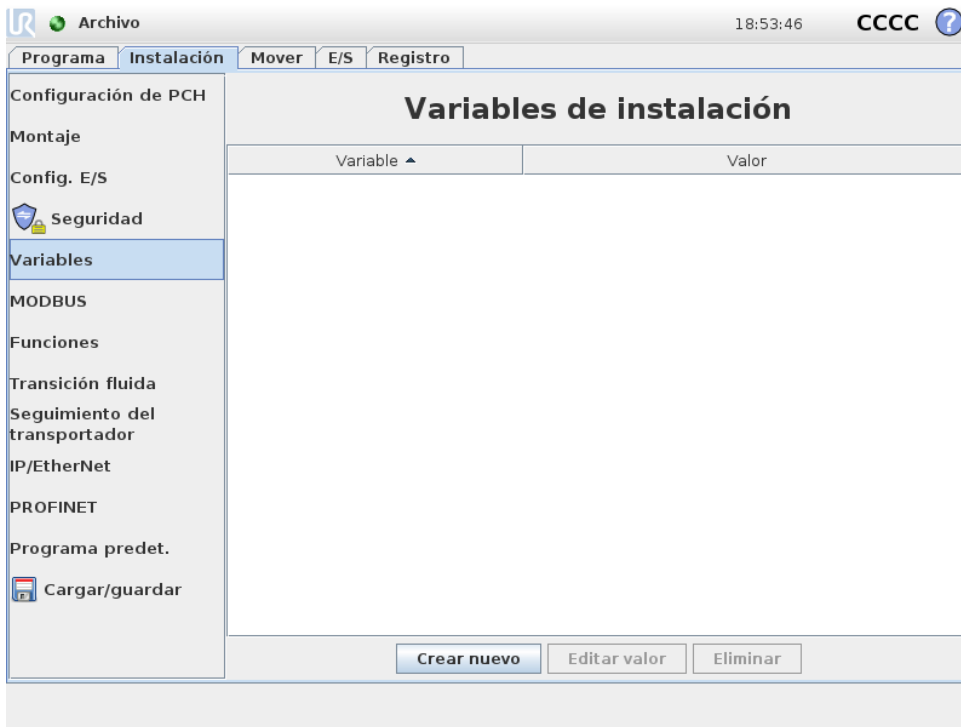 UR Archivo 18:53:46 CCCC ?
Programa Instalación Mover E/S Registro
Configuración de PCH
Variables de instalación
Montaje
Variable Valor
Config. E/S
Seguridad
Variables
MODBUS
Funciones
Transición fluida
Seguimiento del
transportador
IP/EtherNet
PROFINET
Programa predet.
Cargar/guardar
Crear nuevo Editar valor Eliminar